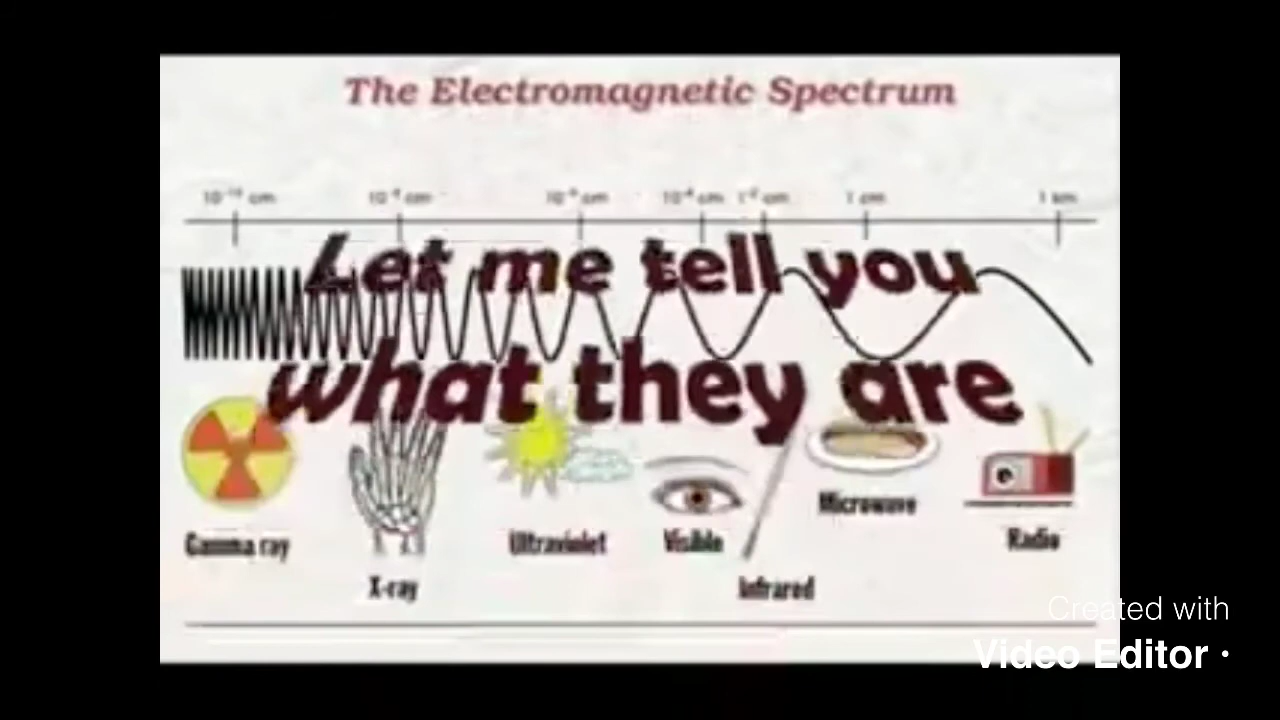 The Electromagnetic Spectrum
1 cm
1 km
Let me tell you
what they are
Gamma ray
X-ray
Ultraviolet
Visible
Infrared
Microwave
Radio
Created with
Video Editor